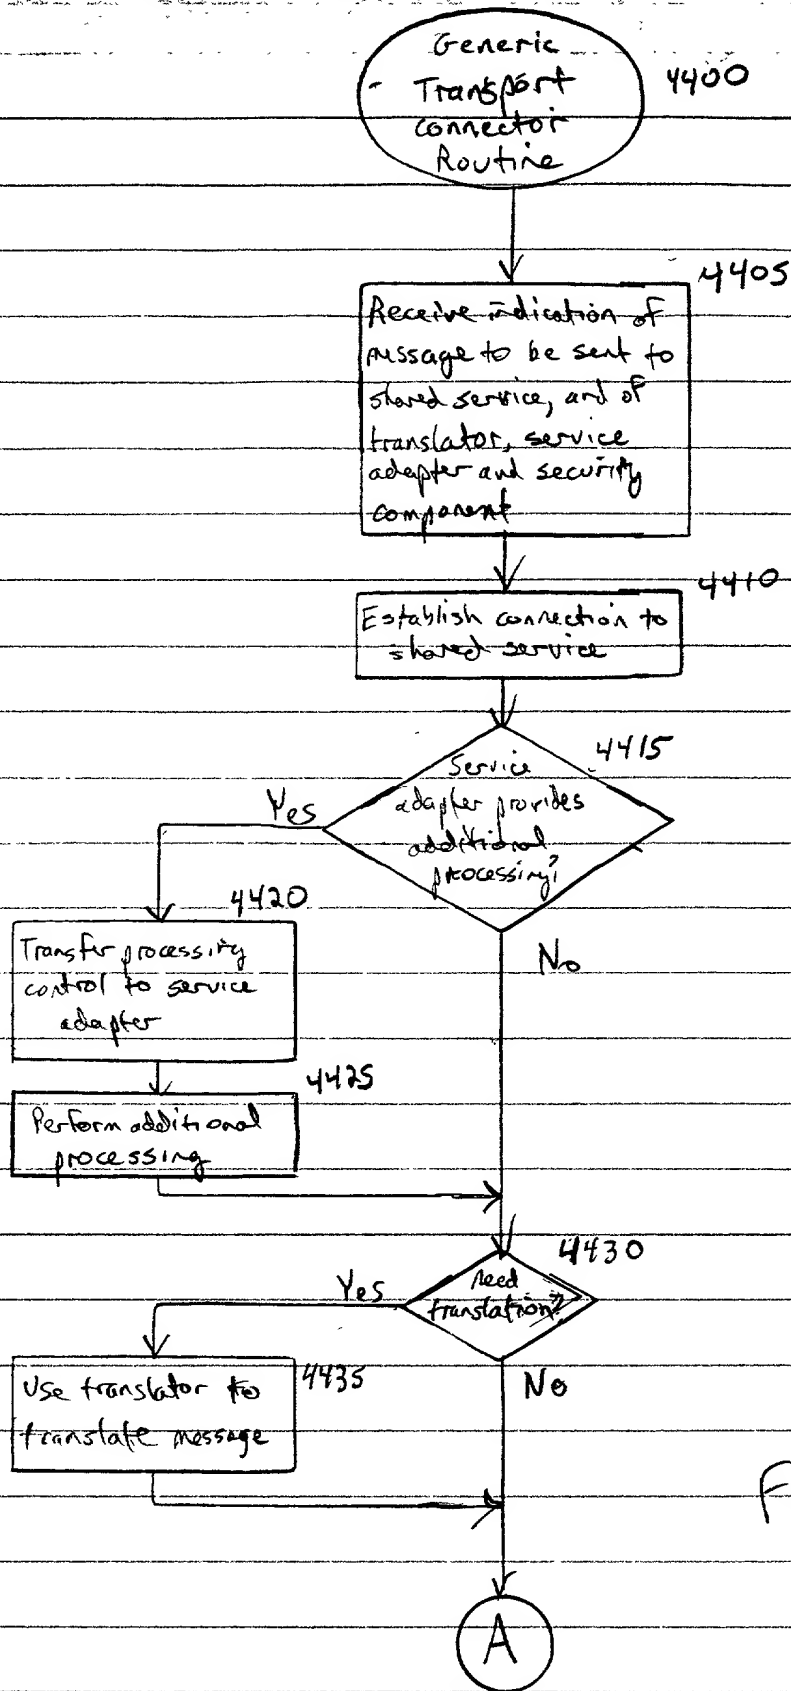 Generic
Transport
connector
Routine
4400
4405
Receive indication of
message to be sent to
shared service, and of
translator, service
adapter and security
component
4410
Establish connection to
shared service
4415
Service
adapter provides
additional
processing?
Yes
No
4420
Transfer processing
control to service
adapter
4425
Perform additional
processing
4430
Need
translation?
Yes
No
4435
Use translator to
translate message
F
A